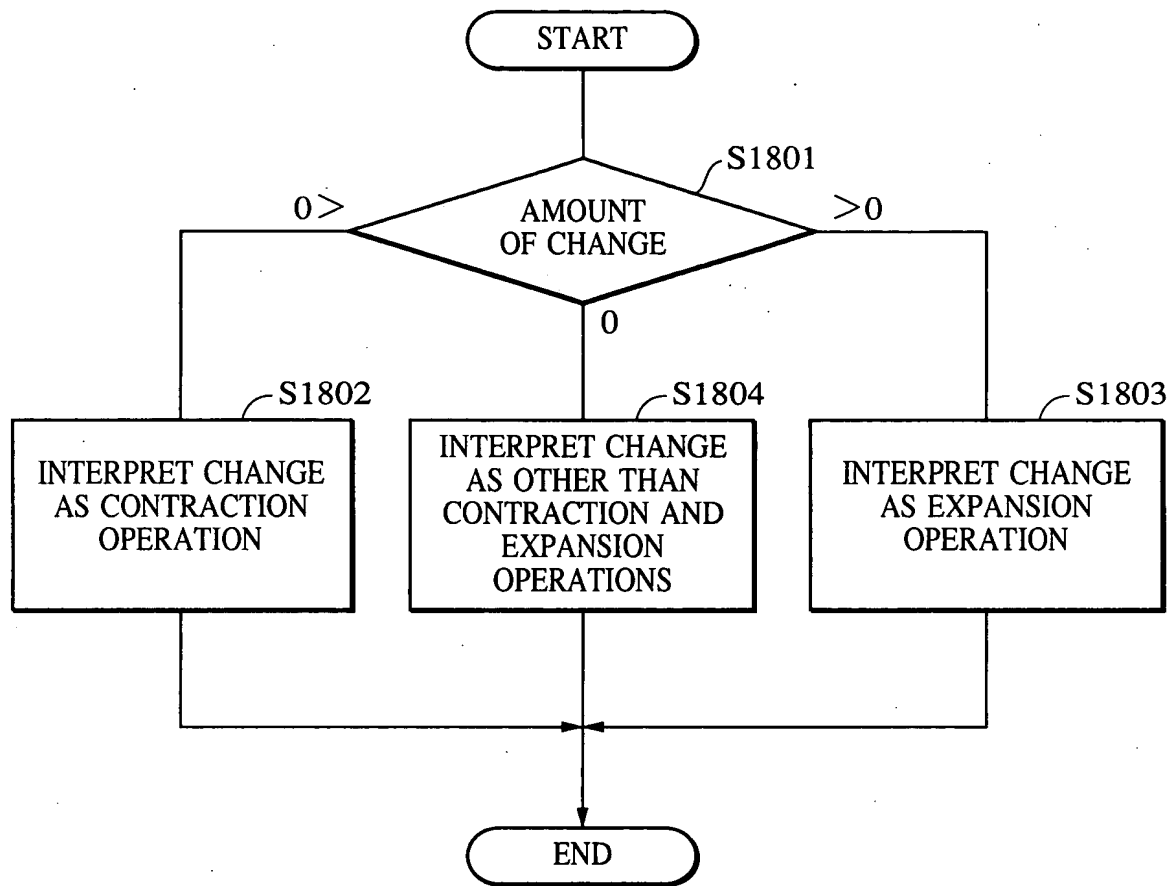 START
S1801
0>
AMOUNT
OF CHANGE
>0
0
S1802
INTERPRET CHANGE
AS CONTRACTION
OPERATION
S1804
INTERPRET CHANGE
AS OTHER THAN
CONTRACTION AND
EXPANSION
OPERATIONS
S1803
INTERPRET CHANGE
AS EXPANSION
OPERATION
END